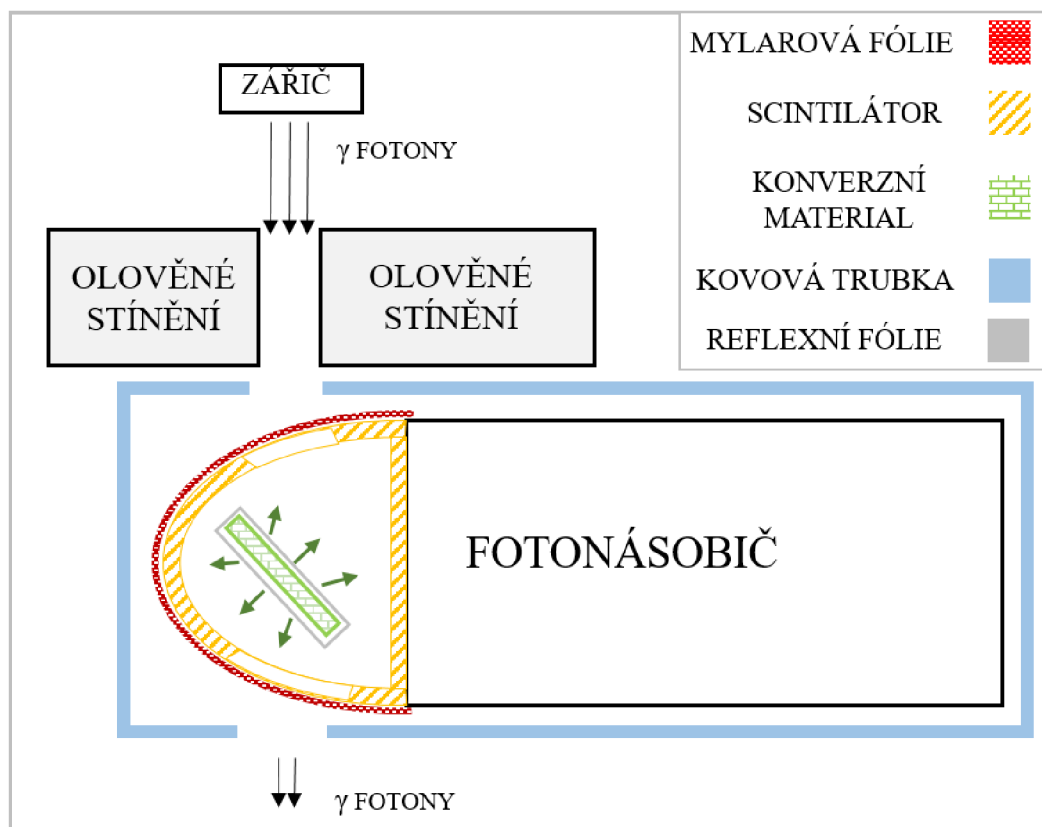 ZÁŘIČ
γ FOTONY
OLOVĚNÉ
STÍNĚNÍ
OLOVĚNÉ
STÍNĚNÍ
MYLAROVÁ FÓLIE
SCINTILÁTOR
KONVERZNÍ
MATERIAL
KOVOVÁ TRUBKA
REFLEXNÍ FÓLIE
FOTONÁSOBIČ
γ FOTONY